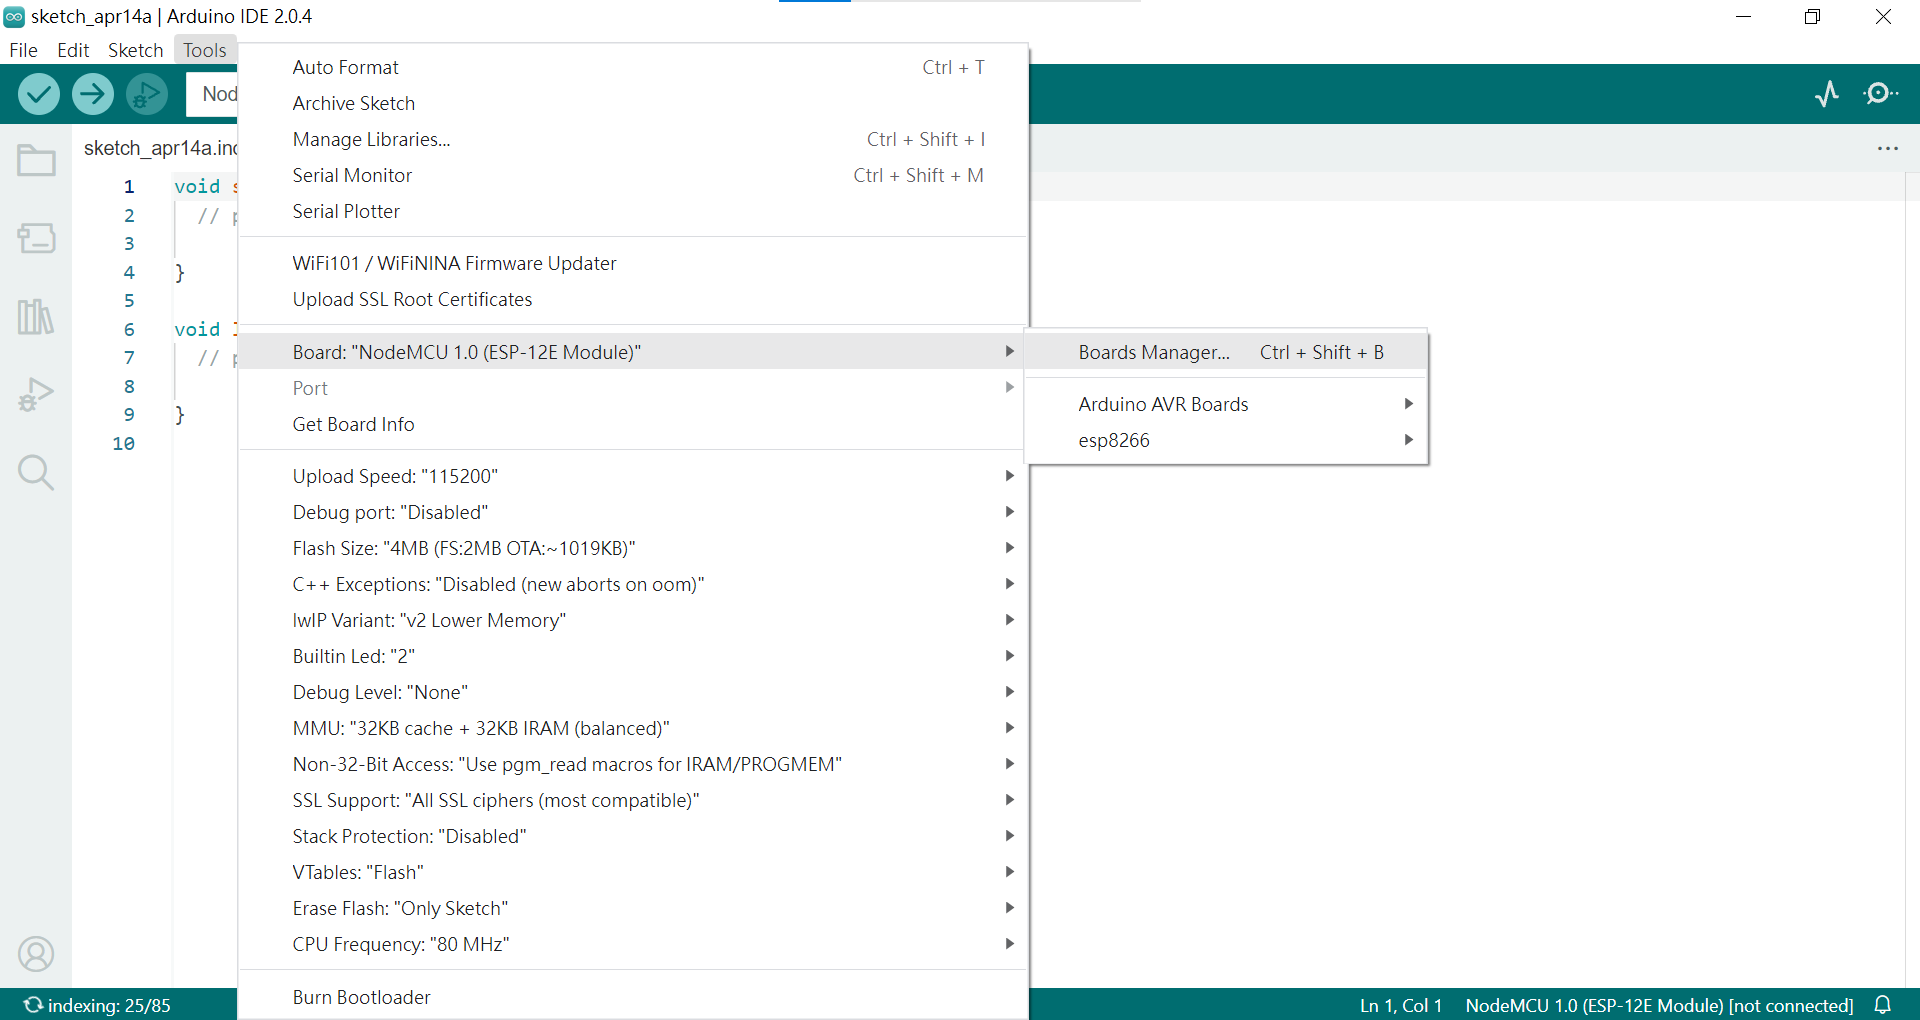 sketch_apr14a | Arduino IDE 2.0.4
File Edit Sketch Tools
Nod
sketch_apr14a.ino
1 void s
2 // p
3
4 }
5
6 void l
7 // p
8
9 }
10
Auto Format Ctrl + T
Archive Sketch
Manage Libraries... Ctrl + Shift + I
Serial Monitor Ctrl + Shift + M
Serial Plotter
WiFi101 / WiFiNINA Firmware Updater
Upload SSL Root Certificates
Board: "NodeMCU 1.0 (ESP-12E Module)"
Port
Get Board Info
Upload Speed: "115200"
Debug port: "Disabled"
Flash Size: "4MB (FS:2MB OTA:~1019KB)"
C++ Exceptions: "Disabled (new aborts on oom)"
lwIP Variant: "v2 Lower Memory"
Builtin Led: "2"
Debug Level: "None"
MMU: "32KB cache + 32KB IRAM (balanced)"
Non-32-Bit Access: "Use pgm_read macros for IRAM/PROGMEM"
SSL Support: "All SSL ciphers (most compatible)"
Stack Protection: "Disabled"
VTables: "Flash"
Erase Flash: "Only Sketch"
CPU Frequency: "80 MHz"
Burn Bootloader
Boards Manager... Ctrl + Shift + B
Arduino AVR Boards
esp8266
indexing: 25/85
Ln 1, Col 1 NodeMCU 1.0 (ESP-12E Module) [not connected]